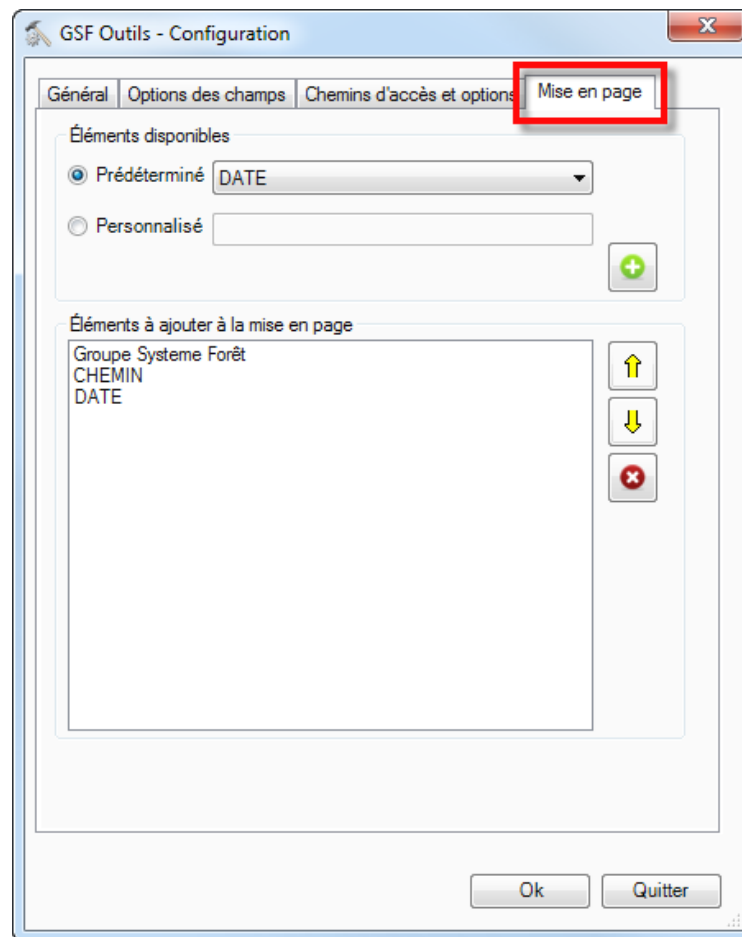 GSF Outils - Configuration
Général Options des champs Chemins d'accès et options Mise en page
Éléments disponibles
Prédéterminé DATE
Personnalisé
Éléments à ajouter à la mise en page
Groupe Systeme Forêt
CHEMIN
DATE
Ok Quitter